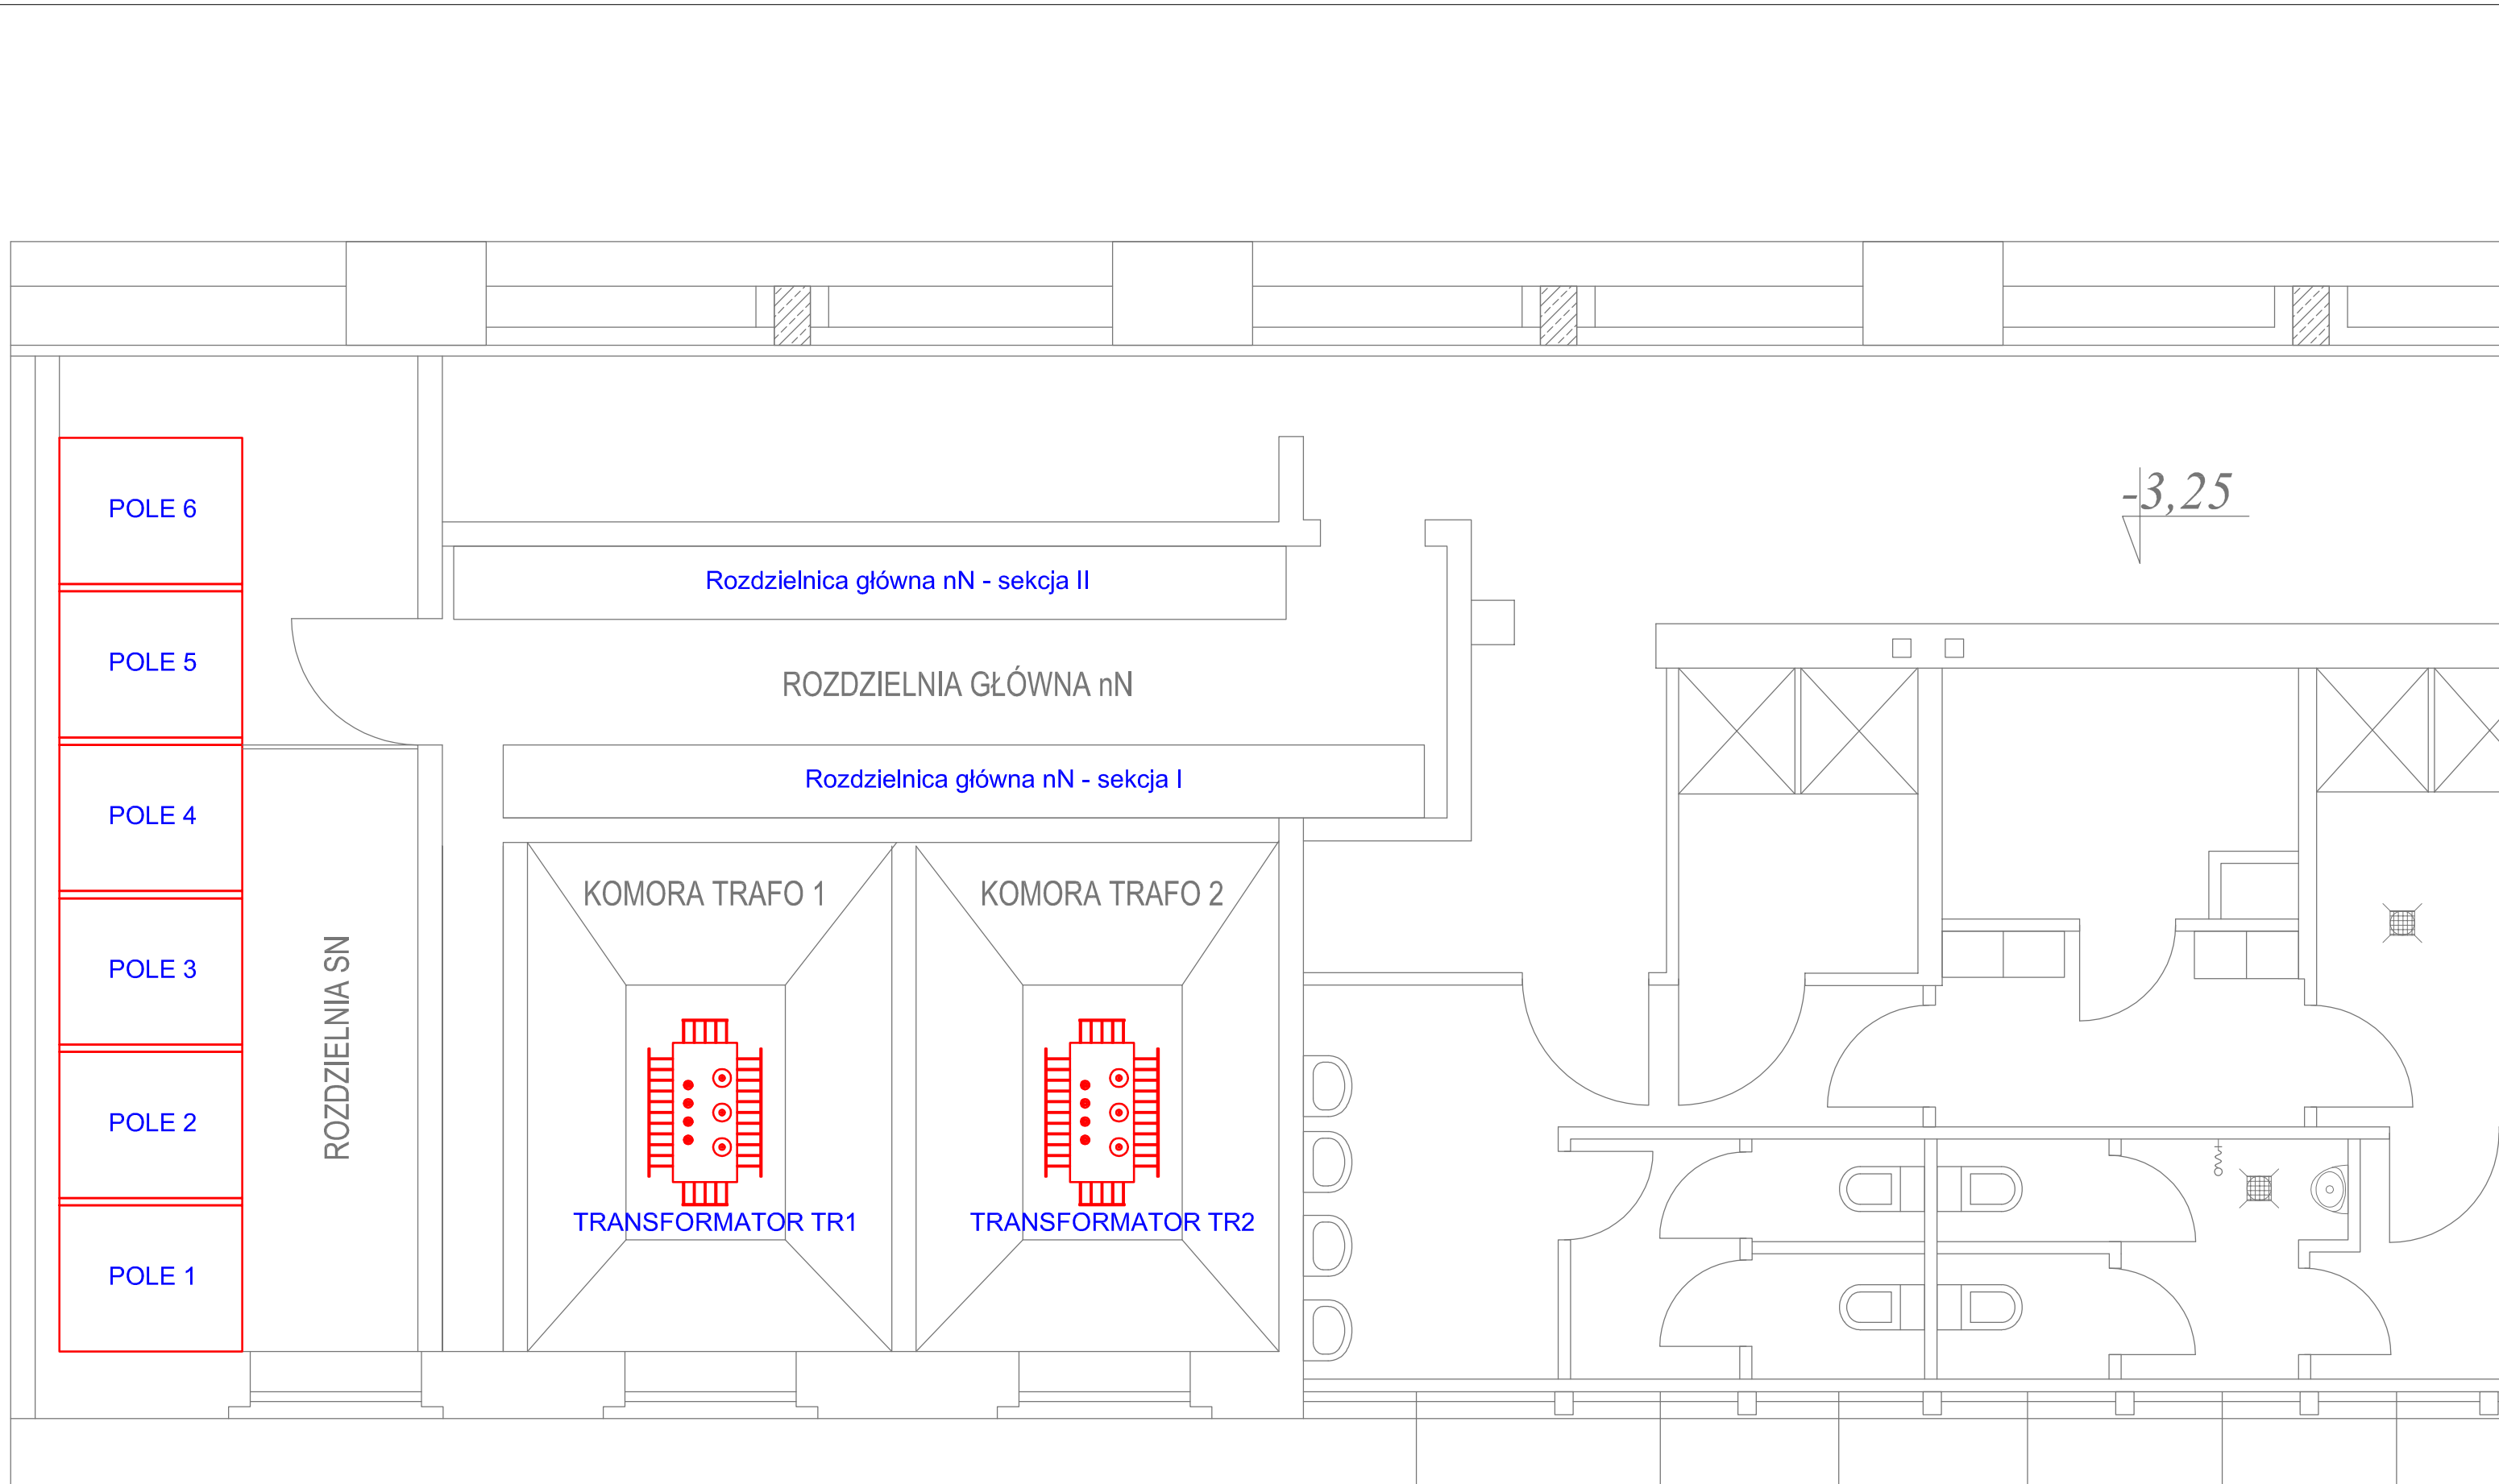 -3,25
POLE 6
POLE 5
POLE 4
POLE 3
POLE 2
POLE 1
ROZDZIELNIA SN
Rozdzielnica główna nN - sekcja II
ROZDZIELNIA GŁÓWNA nN
Rozdzielnica główna nN - sekcja I
KOMORA TRAFO 1
KOMORA TRAFO 2
TRANSFORMATOR TR1
TRANSFORMATOR TR2